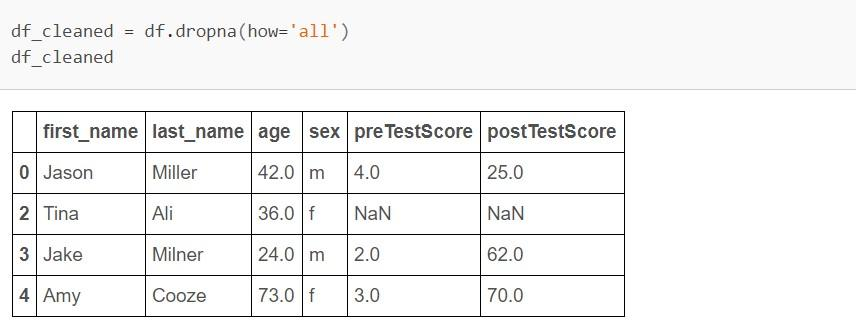 df_cleaned = df.dropna(how='all')
df_cleaned
first_name last_name age sex preTestScore postTestScore
0 Jason Miller 42.0 m 4.0 25.0
2 Tina Ali 36.0 f NaN NaN
3 Jake Milner 24.0 m 2.0 62.0
4 Amy Cooze 73.0 f 3.0 70.0